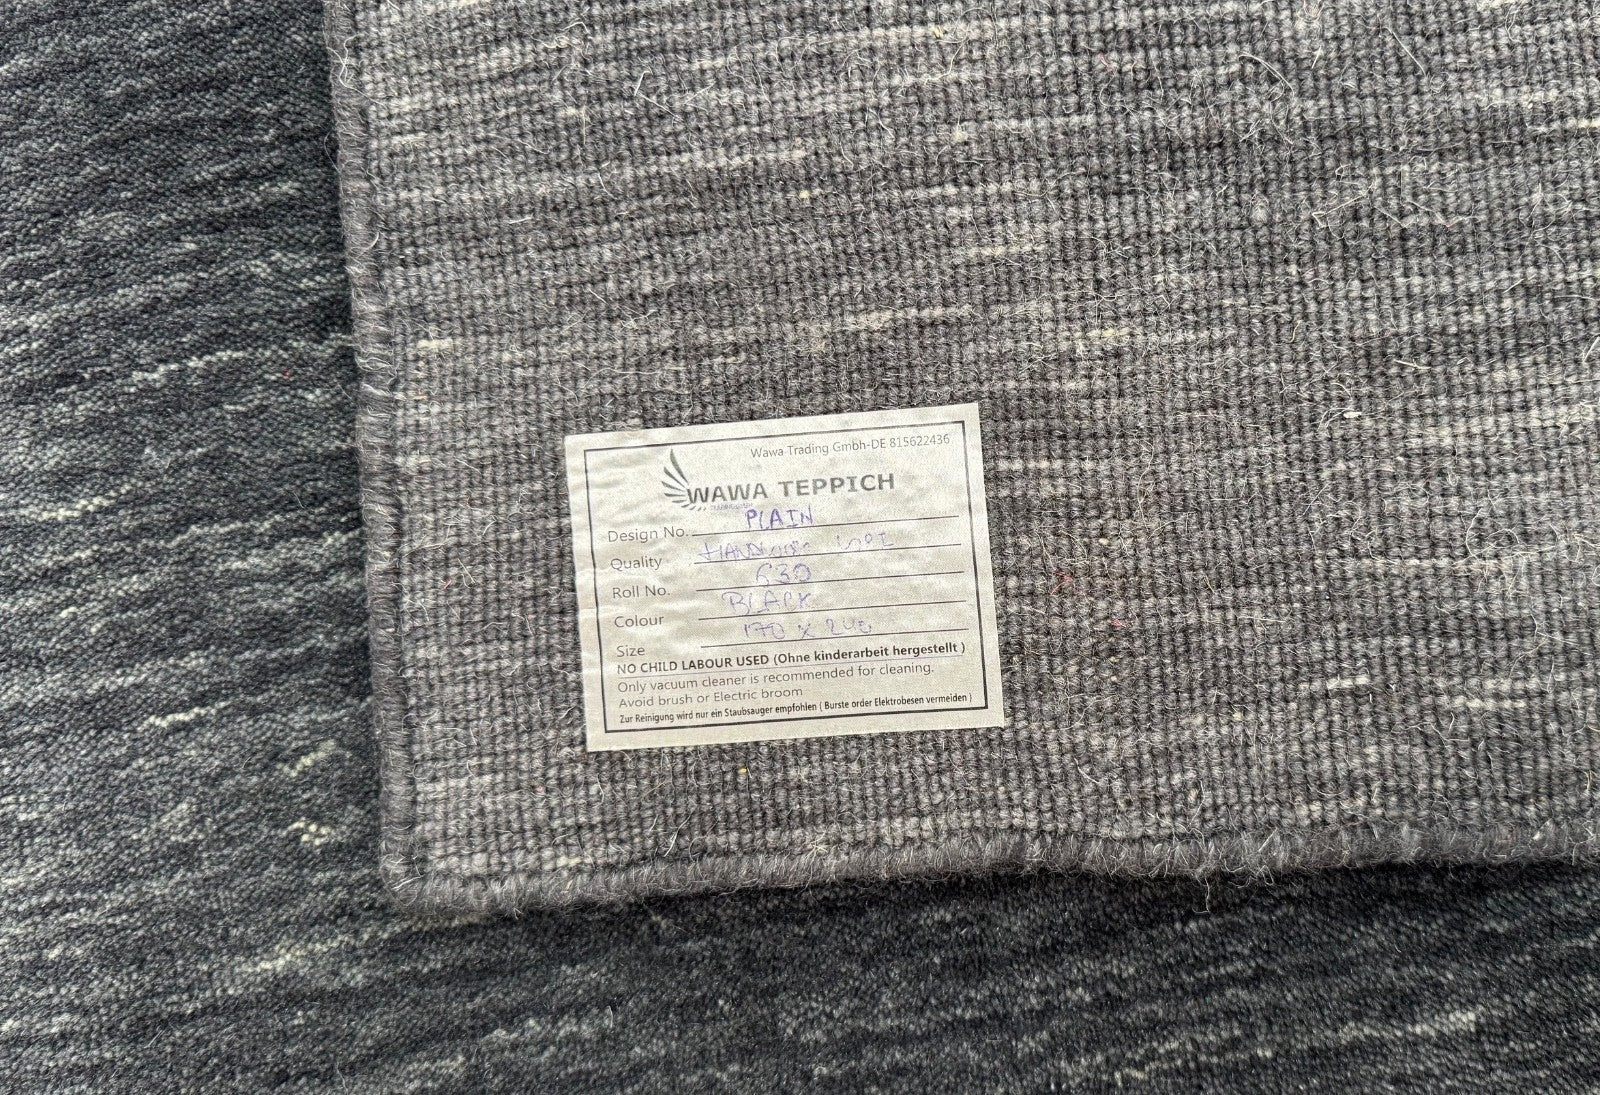 Wawa Trading Gmbh-DE 815622436
WAWA TEPPICH
Design No. PLAIN
Quality
Roll No. 630
Colour BLACK
Size 170 x 240
NO CHILD LABOUR USED (Ohne kinderarbeit hergestellt )
Only vacuum cleaner is recommended for cleaning.
Avoid brush or Electric broom
Zur Reinigung wird nur ein Staubsauger empfohlen ( Burste order Elektrobesen vermeiden )